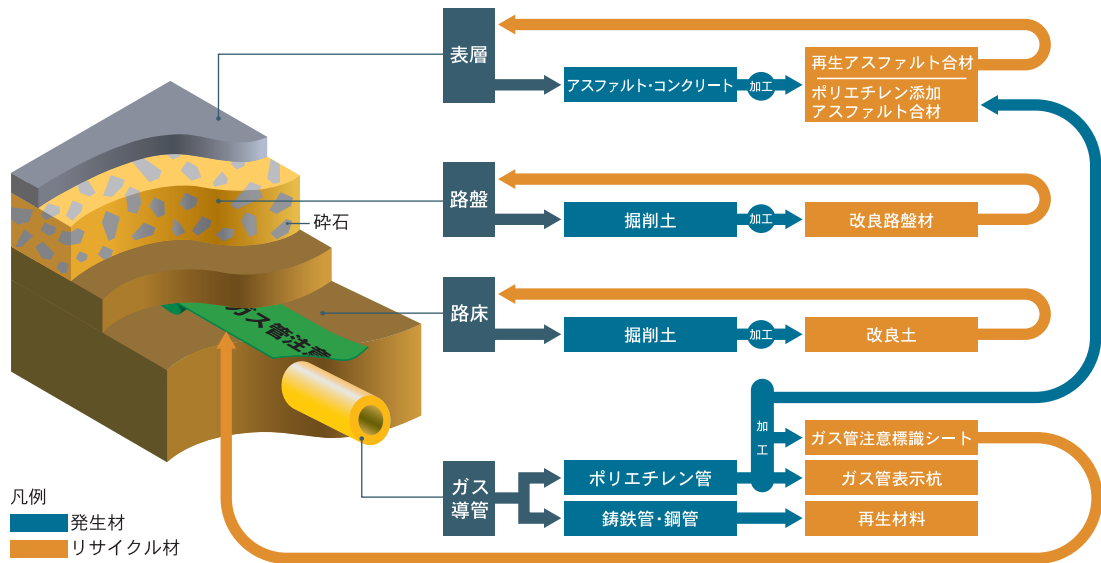 表層
アスファルト・コンクリート
加工
再生アスファルト合材
ポリエチレン添加
アスファルト合材
路盤
掘削土
加工
改良路盤材
砕石
路床
掘削土
加工
改良土
ガス管注意
ガス
導管
ポリエチレン管
加
工
ガス管注意標識シート
ガス管表示杭
鋳鉄管・鋼管
再生材料
凡例
発生材
リサイクル材